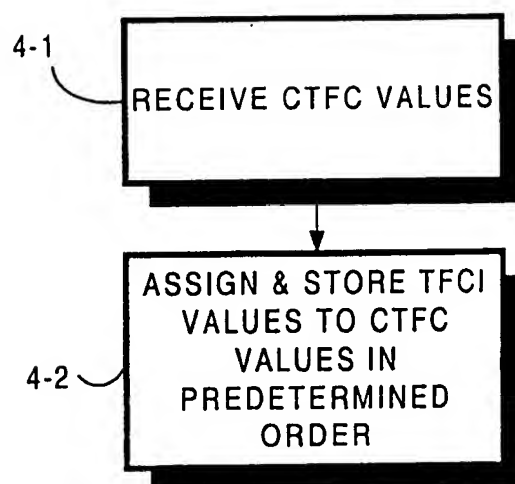 4-1
RECEIVE CTFC VALUES
ASSIGN & STORE TFCI
VALUES TO CTFC
VALUES IN
PREDETERMINED
ORDER
4-2